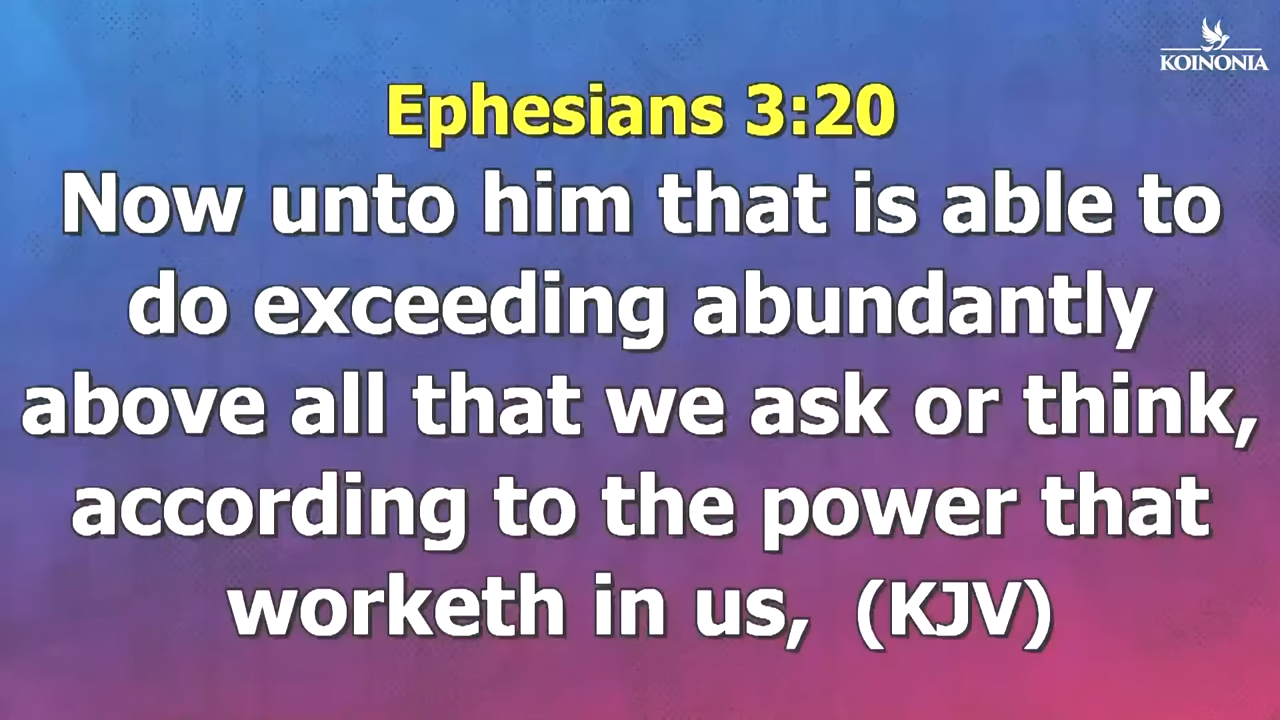 KOINONIA
Ephesians 3:20
Now unto him that is able to
do exceeding abundantly
above all that we ask or think,
according to the power that
worketh in us,  (KJV)